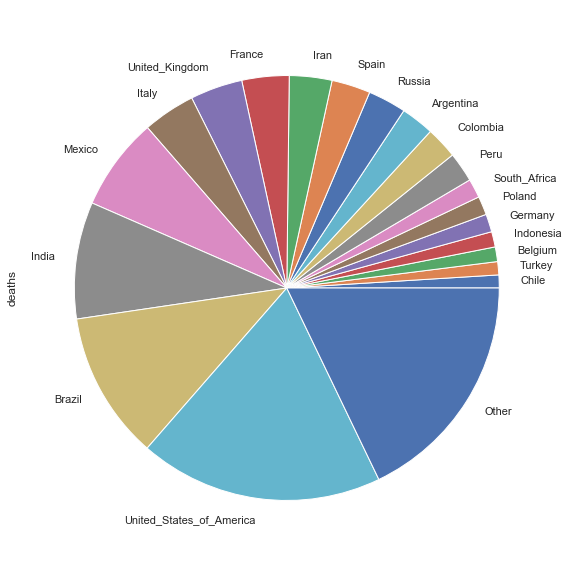 France
Iran
Spain
United_Kingdom
Russia
Italy
Argentina
Colombia
Mexico
Peru
South_Africa
Poland
Germany
Indonesia
India
Belgium
Turkey
Chile
deaths
Brazil
Other
United_States_of_America